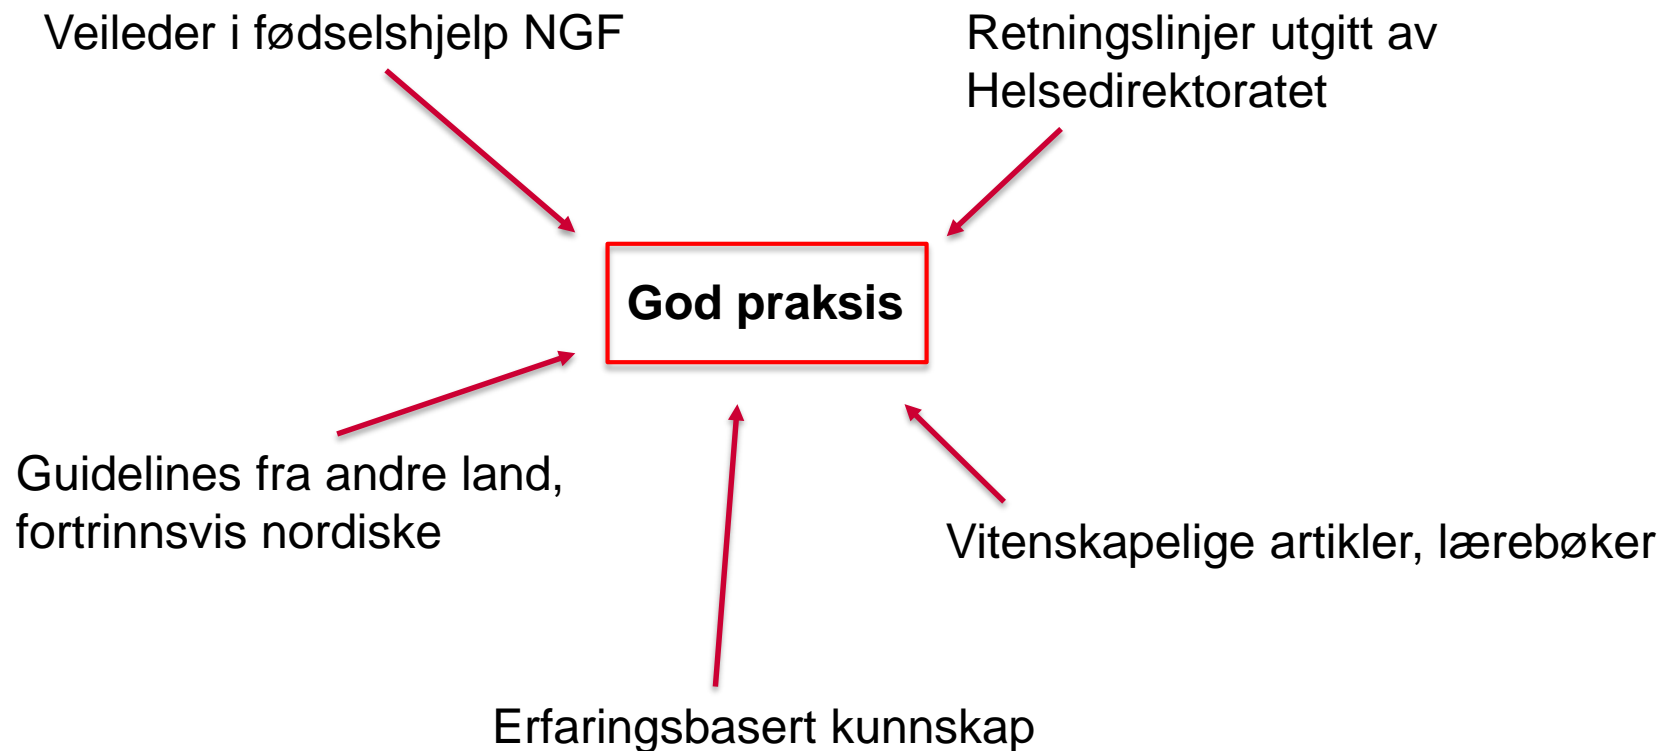 Veileder i fødselshjelp NGF
Retningslinjer utgitt av
Helsedirektoratet
God praksis
Guidelines fra andre land,
fortrinnsvis nordiske
Vitenskapelige artikler, lærebøker
Erfaringsbasert kunnskap